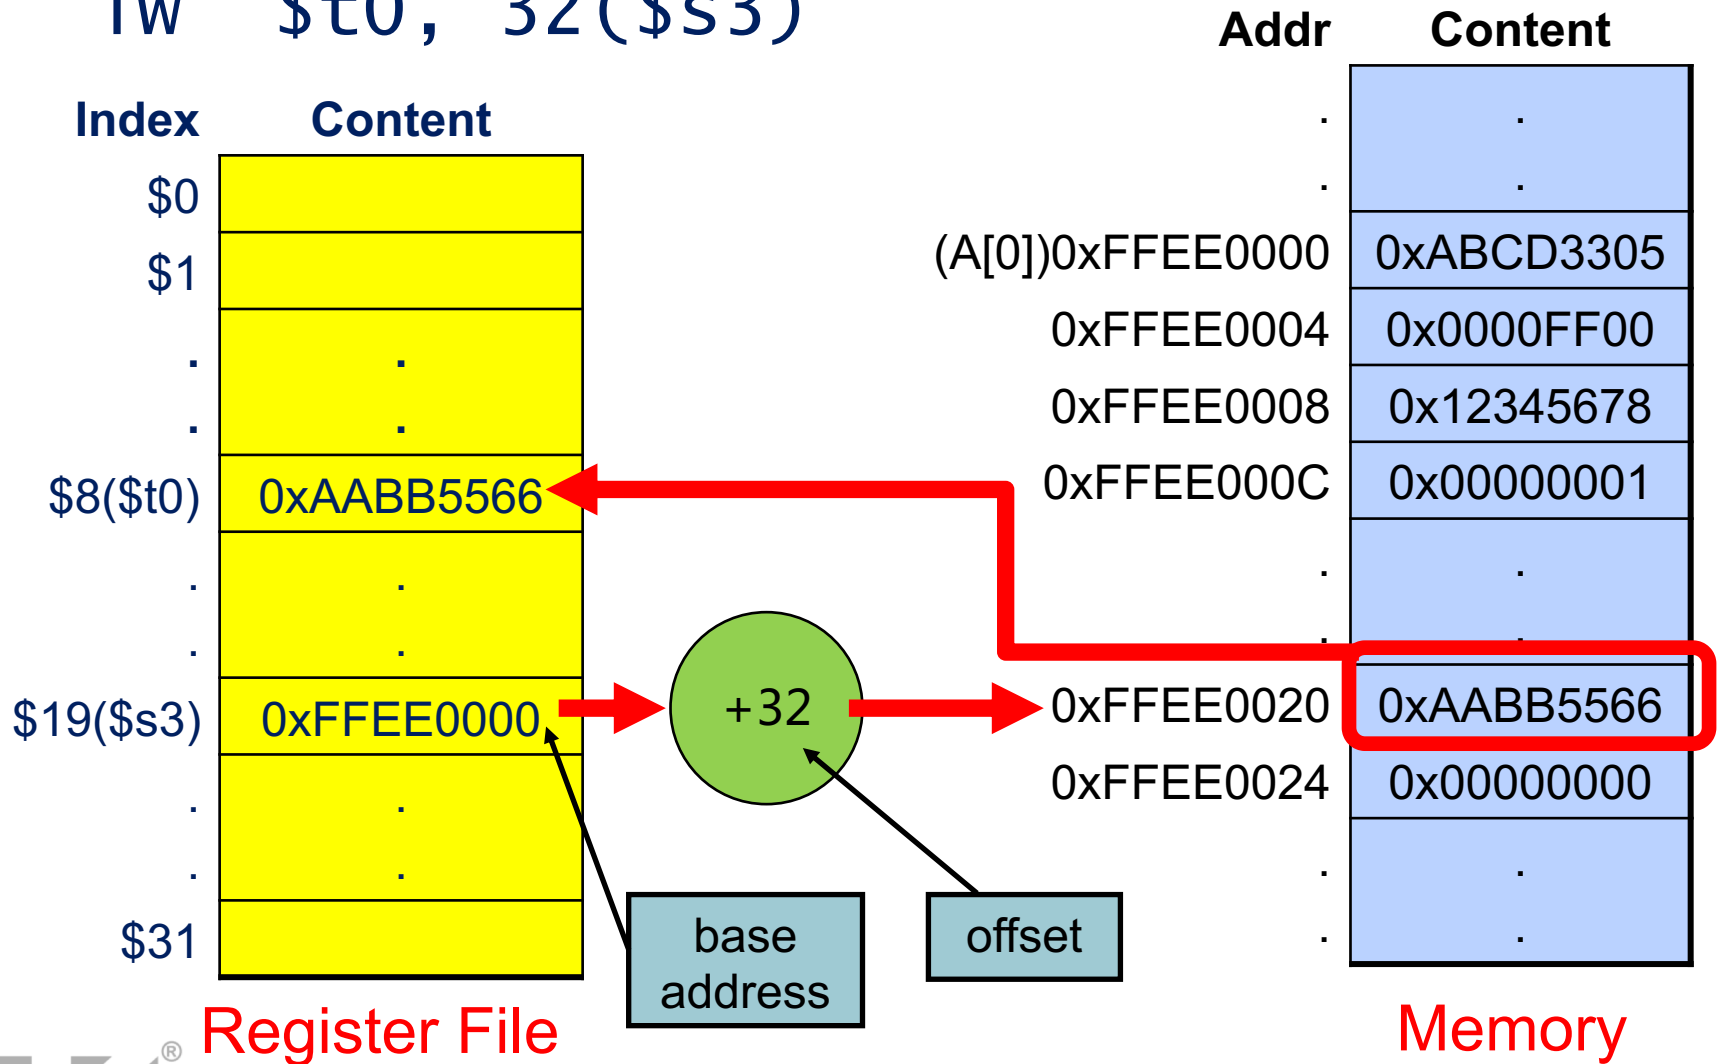 lw $t0, 32($s3)
Index Content
$0
$1
. .
. .
$8($t0) 0xAABB5566
. .
. .
$19($s3) 0xFFEE0000
. .
. .
$31
Register File
+32
base
address
offset
Addr Content
. .
. .
(A[0])0xFFEE0000 0xABCD3305
0xFFEE0004 0x0000FF00
0xFFEE0008 0x12345678
0xFFEE000C 0x00000001
. .
. .
0xFFEE0020 0xAABB5566
0xFFEE0024 0x00000000
. .
. .
Memory
®